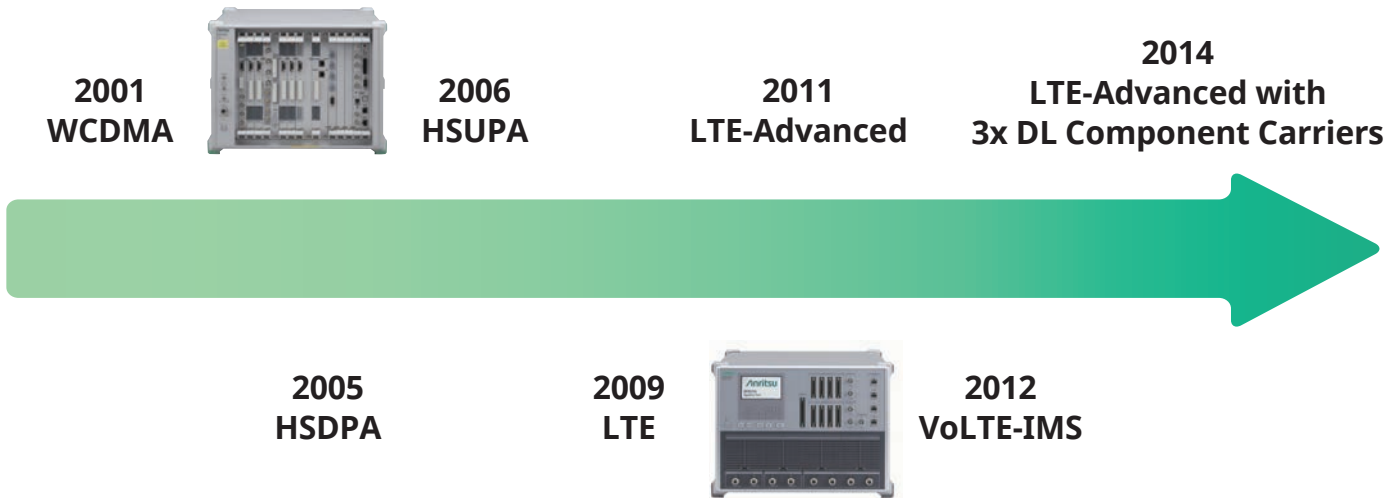 2001
WCDMA
2006
HSUPA
2011
LTE-Advanced
2014
LTE-Advanced with
3x DL Component Carriers
2005
HSDPA
2009
LTE
Anritsu
2012
VoLTE-IMS